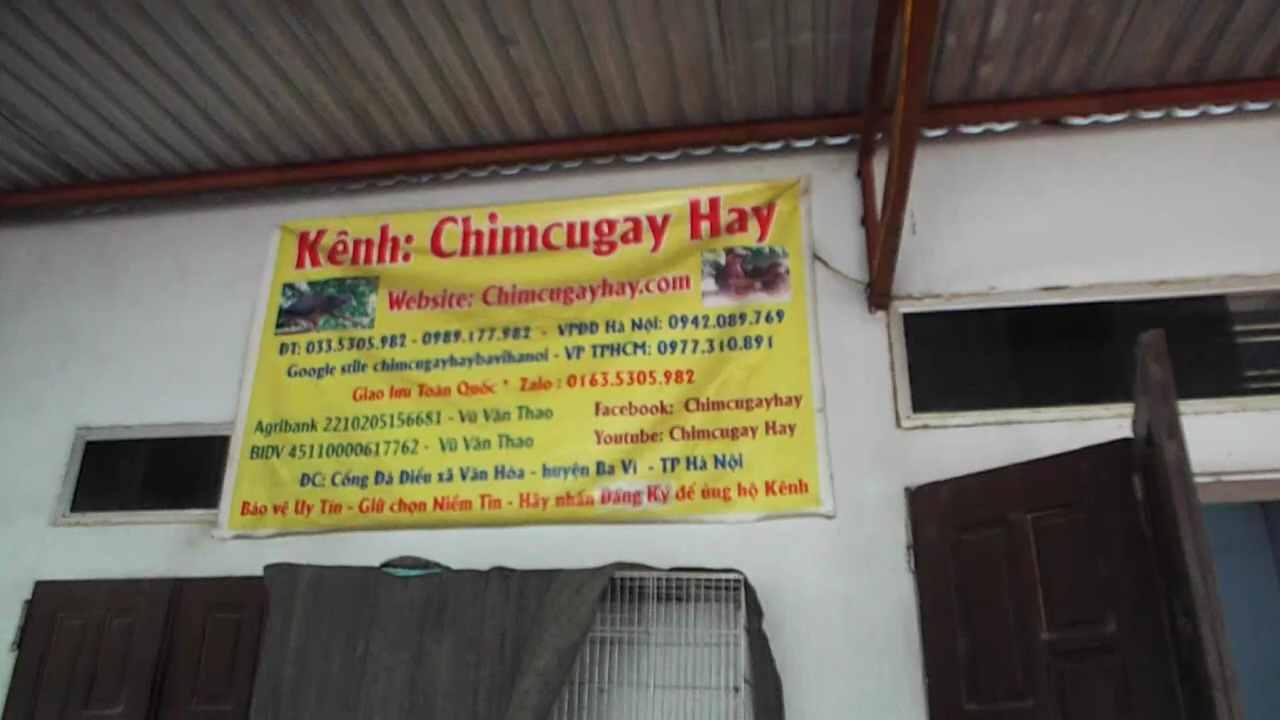 Kênh: Chimcugay Hay
Website: Chimcugayhay.com
ĐT: 033.5305.982 - 0989.177.982 - VPĐD Hà Nội: 0942.089.769
Google stile chimcugayhaybavihanoi - VP TPHCM: 0977.310.891
Giao lưu Toàn Quốc * Zalo : 0163.5305.982
Agribank 2210205156681 - Vũ Văn Thao
Facebook: Chimcugayhay
BIDV 45110000617762 - Vũ Văn Thao
Youtube: Chimcugay Hay
ĐC: Cống Đá Điểu xã Vân Hòa - huyện Ba Vì - TP Hà Nội
Bảo vệ Uy Tín - Giữ chọn Niềm Tin - Hãy nhấn Đăng Ký để ủng hộ Kênh